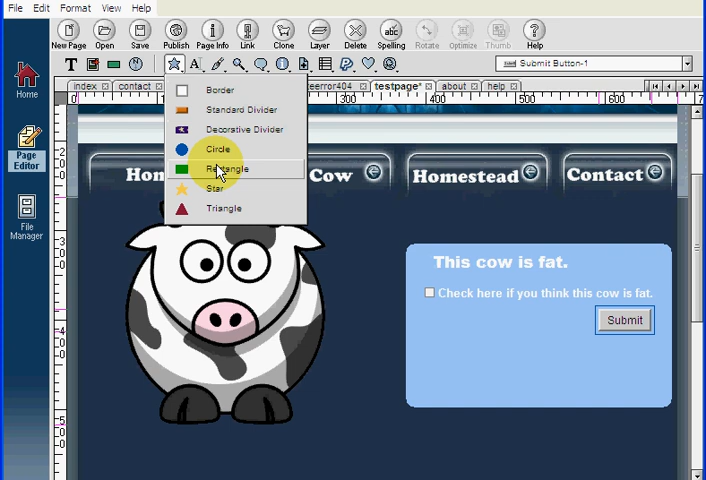 File Edit Format View Help
New Page Open Save Publish Page Info Link Clone Layer Delete Spelling Rotate Optimize Thumb Help
T A Submit Button-1
index contact eerror404 testpage* about help
0 300 400 500 600 7
Home
Page Editor
File Manager
Border
Standard Divider
Decorative Divider
Circle
Rectangle
Star
Triangle
Hom Cow Homestead Contact
This cow is fat.
Check here if you think this cow is fat.
Submit